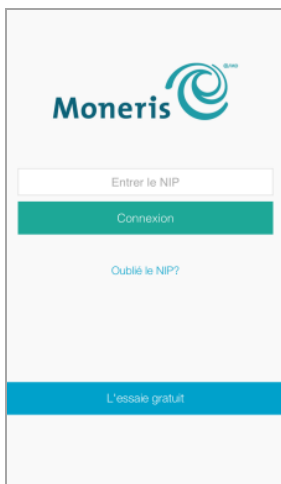 Moneris
Entrer le NIP
Connexion
Oublié le NIP?
L'essaie gratuit